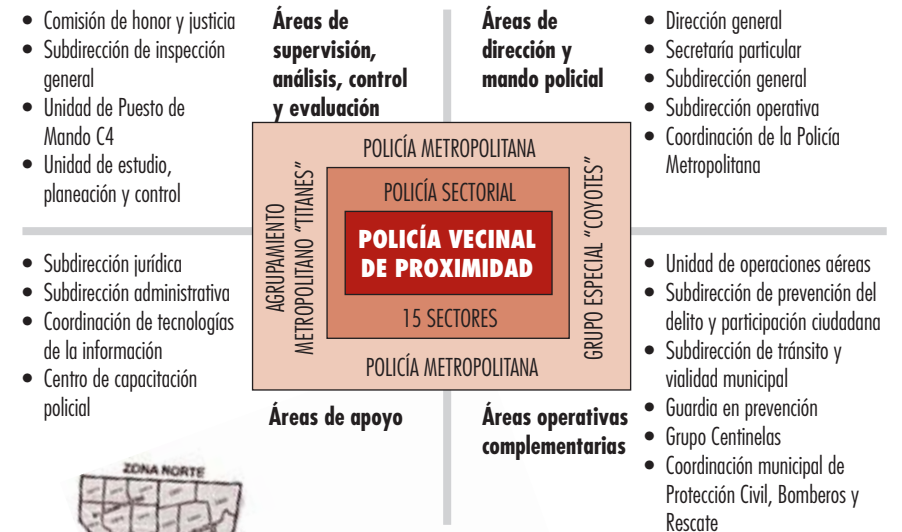 • Comisión de honor y justicia
• Subdirección de inspección
general
• Unidad de Puesto de
Mando C4
• Unidad de estudio,
planeación y control
Áreas de
supervisión,
análisis, control
y evaluación
Áreas de
dirección y
mando policial
• Dirección general
• Secretaría particular
• Subdirección general
• Subdirección operativa
• Coordinación de la Policía
Metropolitana
POLICÍA METROPOLITANA
AGRUPAMIENTO
METROPOLITANO “TITANES”
POLICÍA SECTORIAL
POLICÍA VECINAL
DE PROXIMIDAD
15 SECTORES
GRUPO ESPECIAL “COYOTES”
POLICÍA METROPOLITANA
• Subdirección jurídica
• Subdirección administrativa
• Coordinación de tecnologías
de la información
• Centro de capacitación
policial
Áreas de apoyo
Áreas operativas
complementarias
• Unidad de operaciones aéreas
• Subdirección de prevención del
delito y participación ciudadana
• Subdirección de tránsito y
vialidad municipal
• Guardia en prevención
• Grupo Centinelas
• Coordinación municipal de
Protección Civil, Bomberos y
Rescate
ZONA NORTE